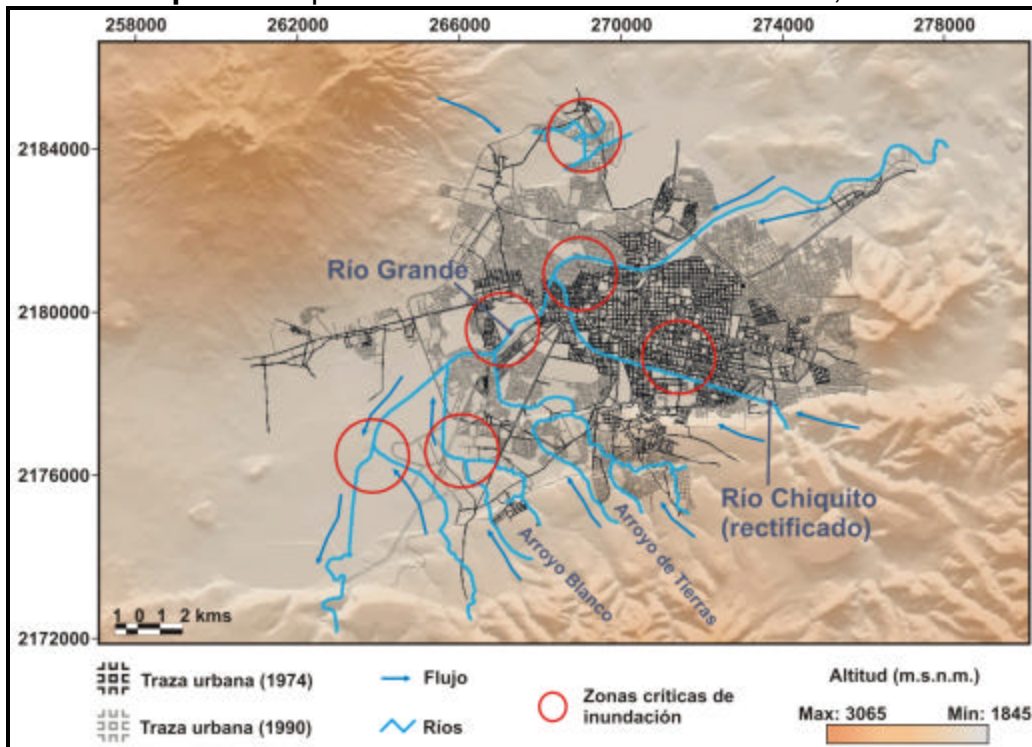 258000 262000 266000 270000 274000 278000
2184000
2180000
2176000
2172000
Río Grande
Río Chiquito
(rectificado)
Arroyo Blanco
Arroyo de Tierras
1 0 1 2 kms
Traza urbana (1974)
Traza urbana (1990)
Flujo
Ríos
Zonas críticas de
inundación
Altitud (m.s.n.m.)
Max: 3065 Min: 1845